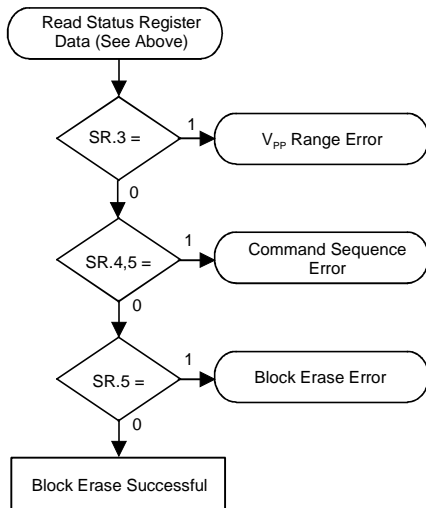 Read Status Register
Data (See Above)
SR.3 =
1
V_PP Range Error
0
SR.4,5 =
1
Command Sequence
Error
0
SR.5 =
1
Block Erase Error
0
Block Erase Successful